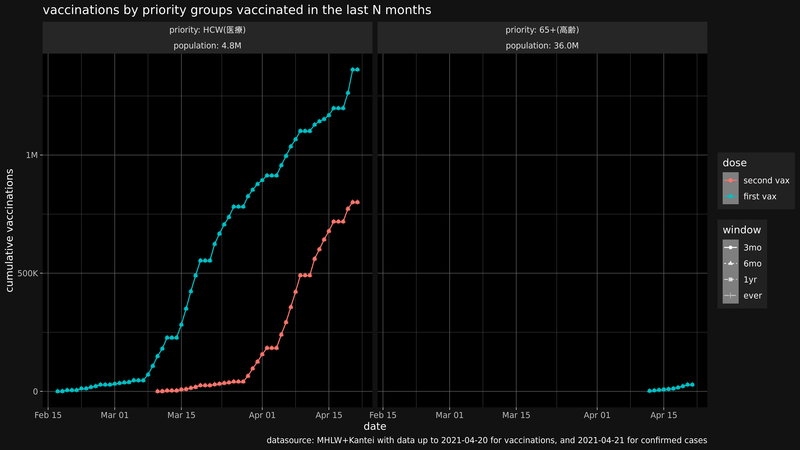 vaccinations by priority groups vaccinated in the last N months
priority: HCW(医療)
population: 4.8M
priority: 65+(高齢)
population: 36.0M
cumulative vaccinations
1M
500K
0
Feb 15 Mar 01 Mar 15 Apr 01 Apr 15
Feb 15 Mar 01 Mar 15 Apr 01 Apr 15
date
dose
second vax
first vax
window
3mo
6mo
1yr
ever
datasource: MHLW+Kantei with data up to 2021-04-20 for vaccinations, and 2021-04-21 for confirmed cases